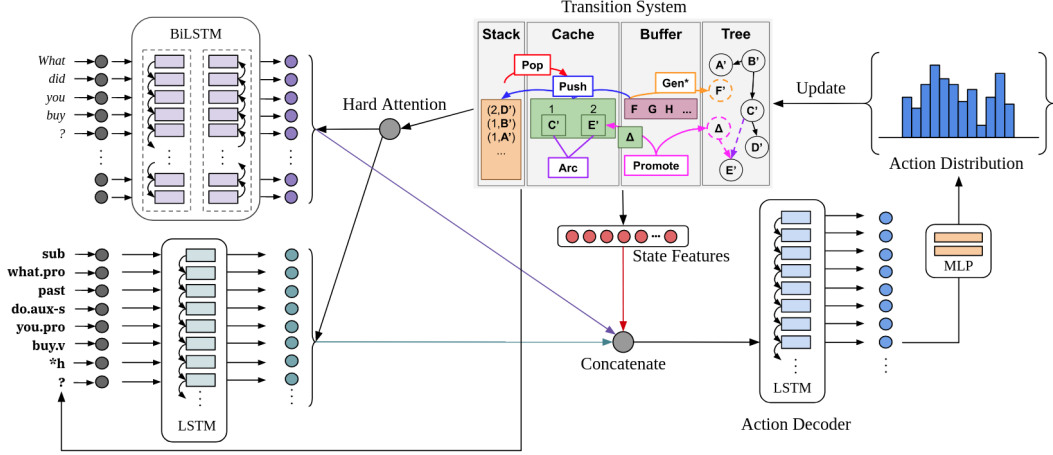 Transition System
BiLSTM
What
did
you
buy
?
Hard Attention
Stack
Cache
Buffer
Tree
Pop
Push
Gen*
(2,D')
(1,B')
(1,A')
...
1
2
C'
E'
Δ
F G H ...
Arc
Promote
A'
B'
F'
C'
Δ
D'
E'
Update
Action Distribution
State Features
Concatenate
sub
what.pro
past
do.aux-s
you.pro
buy.v
*h
?
LSTM
LSTM
Action Decoder
MLP